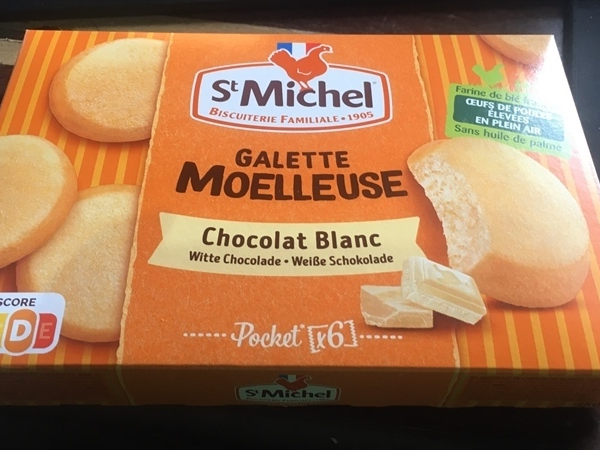 St Michel
BISCUITERIE FAMILIALE • 1905
GALETTE
MOELLEUSE
Chocolat Blanc
Witte Chocolade • Weiße Schokolade
Pocket x6
Farine de blé
ŒUFS DE POULES
ÉLEVÉES
EN PLEIN AIR
Sans huile de palme
SCORE
D E
St Michel